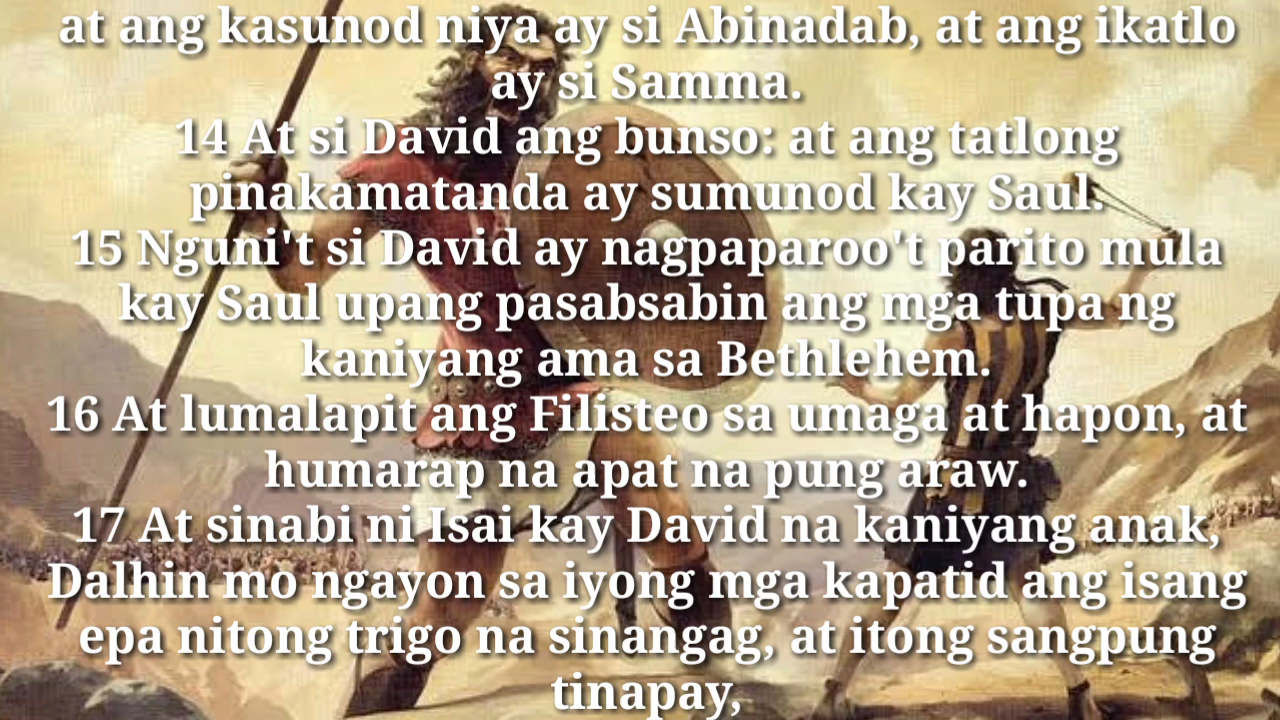 at ang kasunod niya ay si Abinadab, at ang ikatlo
ay si Samma.
14 At si David ang bunso: at ang tatlong
pinakamatanda ay sumunod kay Saul.
15 Nguni't si David ay nagpaparoo't parito mula
kay Saul upang pasabsabin ang mga tupa ng
kaniyang ama sa Bethlehem.
16 At lumalapit ang Filisteo sa umaga at hapon, at
humarap na apat na pung araw.
17 At sinabi ni Isai kay David na kaniyang anak,
Dalhin mo ngayon sa iyong mga kapatid ang isang
epa nitong trigo na sinangag, at itong sangpung
tinapay,